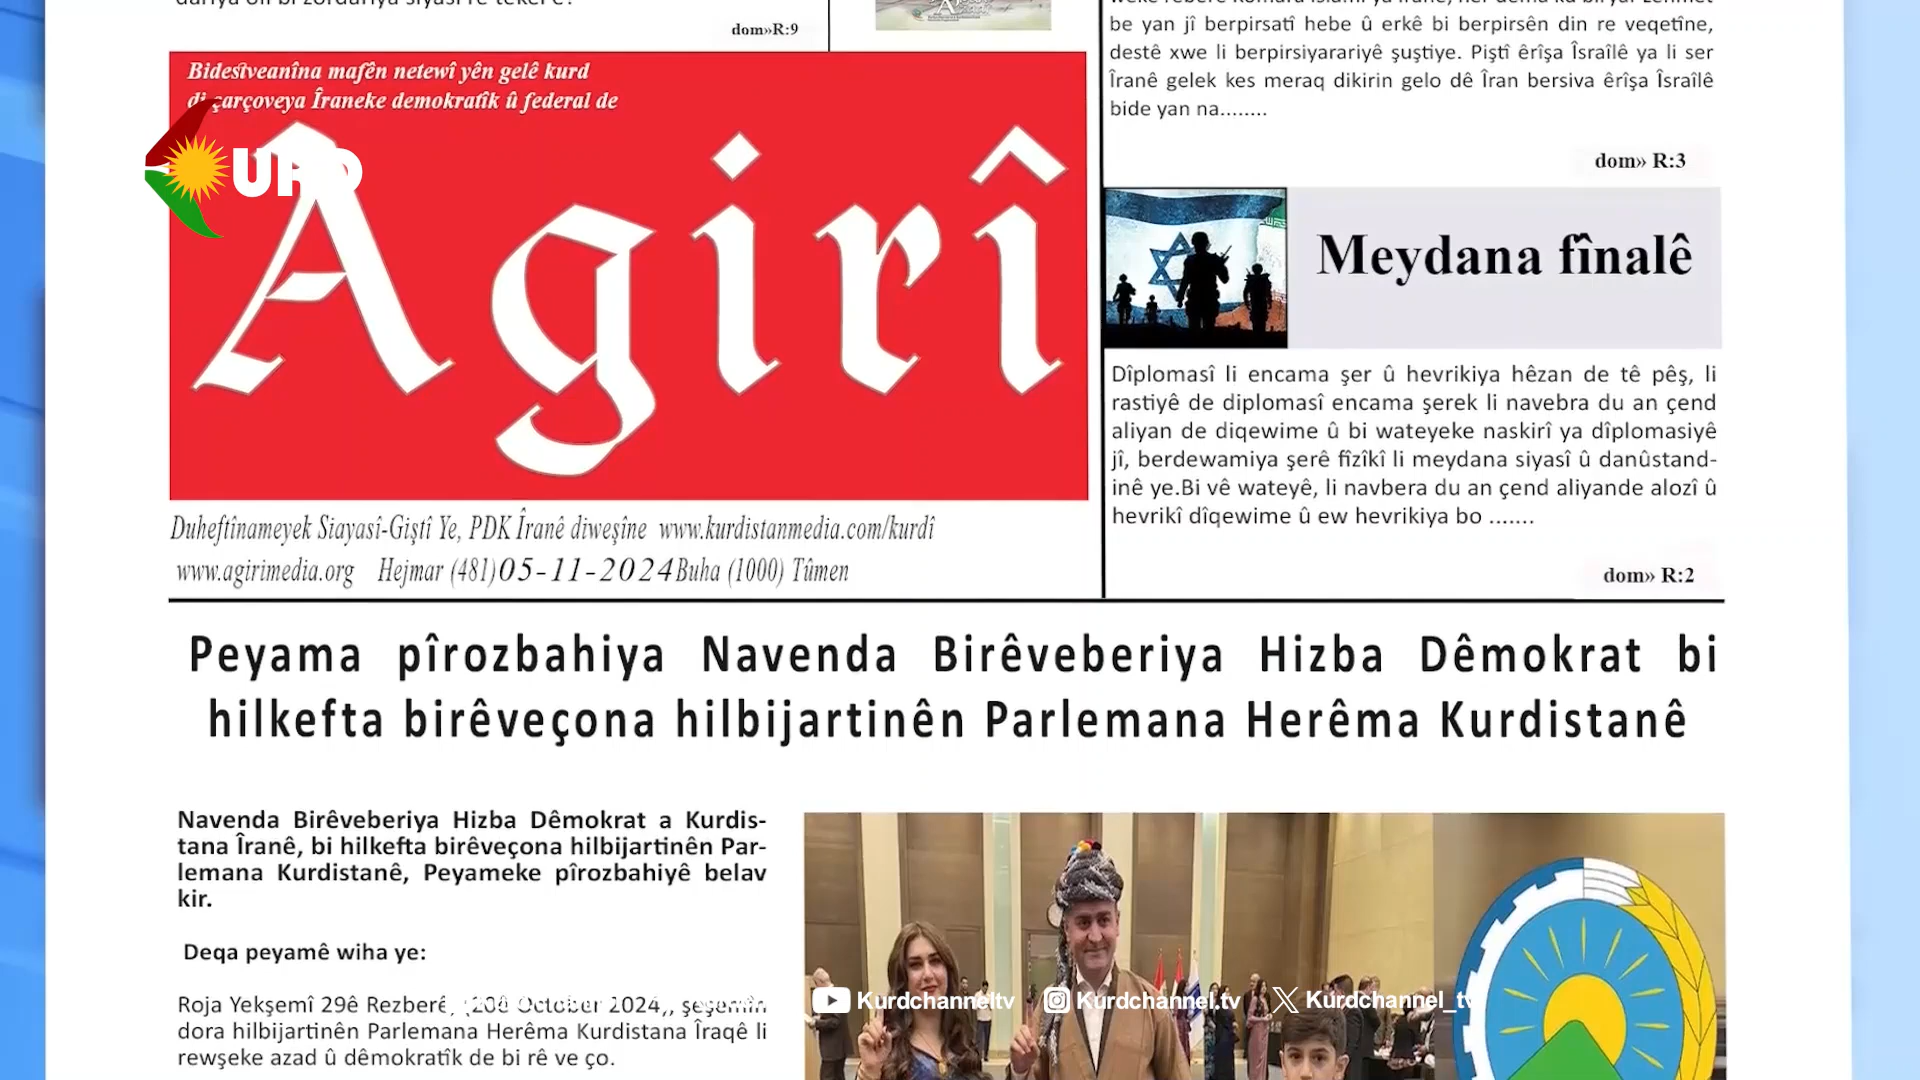 dom»R:9
be yan jî berpirsatî hebe û erkê bi berpirsên din re veqetîne,
destê xwe li berpirsiyarariyê şuştiye. Piştî êrîşa Îsraîlê ya li ser
Îranê gelek kes meraq dikirin gelo dê Îran bersiva êrîşa Îsraîlê
bide yan na........
dom» R:3
Bidestveanîna mafên netewî yên gelê kurd
di çarçoveya Îraneke demokratîk û federal de
Agirî
Meydana fînalê
Dîplomasî li encama şer û hevrikiya hêzan de tê pêş, li
rastiyê de diplomasî encama şerek li navebra du an çend
aliyan de diqewime û bi wateyeke naskirî ya dîplomasiyê
jî, berdewamiya şerê fîzîkî li meydana siyasî û danûstand-
inê ye.Bi vê wateyê, li navbera du an çend aliyande alozî û
hevrikî dîqewime û ew hevrikiya bo .......
dom» R:2
Duheftînameyek Siayasî-Giştî Ye, PDK Îranê diweşîne www.kurdistanmedia.com/kurdî
www.agirimedia.org Hejmar (481)05-11-2024Buha (1000) Tûmen
Peyama pîrozbahiya Navenda Birêveberiya Hizba Dêmokrat bi
hilkefta birêveçona hilbijartinên Parlemana Herêma Kurdistanê
Navenda Birêveberiya Hizba Dêmokrat a Kurdis-
tana Îranê, bi hilkefta birêveçona hilbijartinên Par-
lemana Kurdistanê, Peyameke pîrozbahiyê belav
kir.
Deqa peyamê wiha ye:
Roja Yekşemî 29ê Rezberê, October 2024, şeşemîn
dora hilbijartinên Parlemana Herêma Kurdistana Îraqê li
rewşeke azad û dêmokratîk de bi rê ve ço.
Kurdchanneltv Kurdchannel.tv Kurdchannel_tv